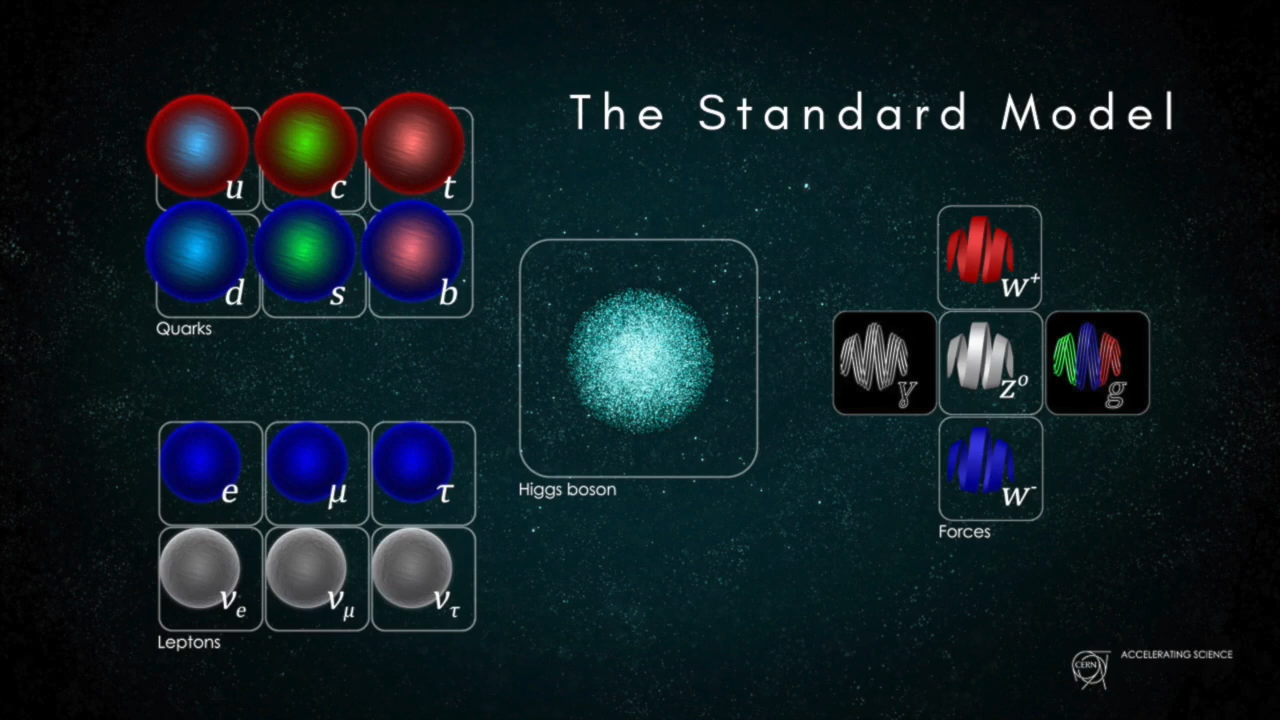 The Standard Model
u c t
d s b
Quarks
e μ τ
νe νμ ντ
Leptons
Higgs boson
W+
γ Z0 g
W-
Forces
CERN
ACCELERATING SCIENCE